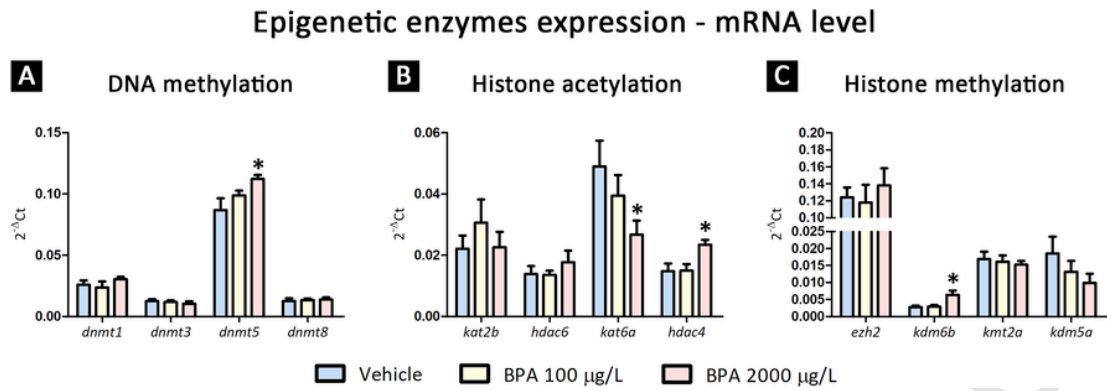 Epigenetic enzymes expression - mRNA level
A DNA methylation
B Histone acetylation
C Histone methylation
2^-ΔCt
0.15
0.10
0.05
0.00
*
dnmt1 dnmt3 dnmt5 dnmt8
2^-ΔCt
0.06
0.04
0.02
0.00
*
*
kat2b hdac6 kat6a hdac4
2^-ΔCt
0.20
0.18
0.16
0.14
0.12
0.10
0.025
0.020
0.015
0.010
0.005
0.000
*
ezh2 kdm6b kmt2a kdm5a
Vehicle BPA 100 µg/L BPA 2000 µg/L